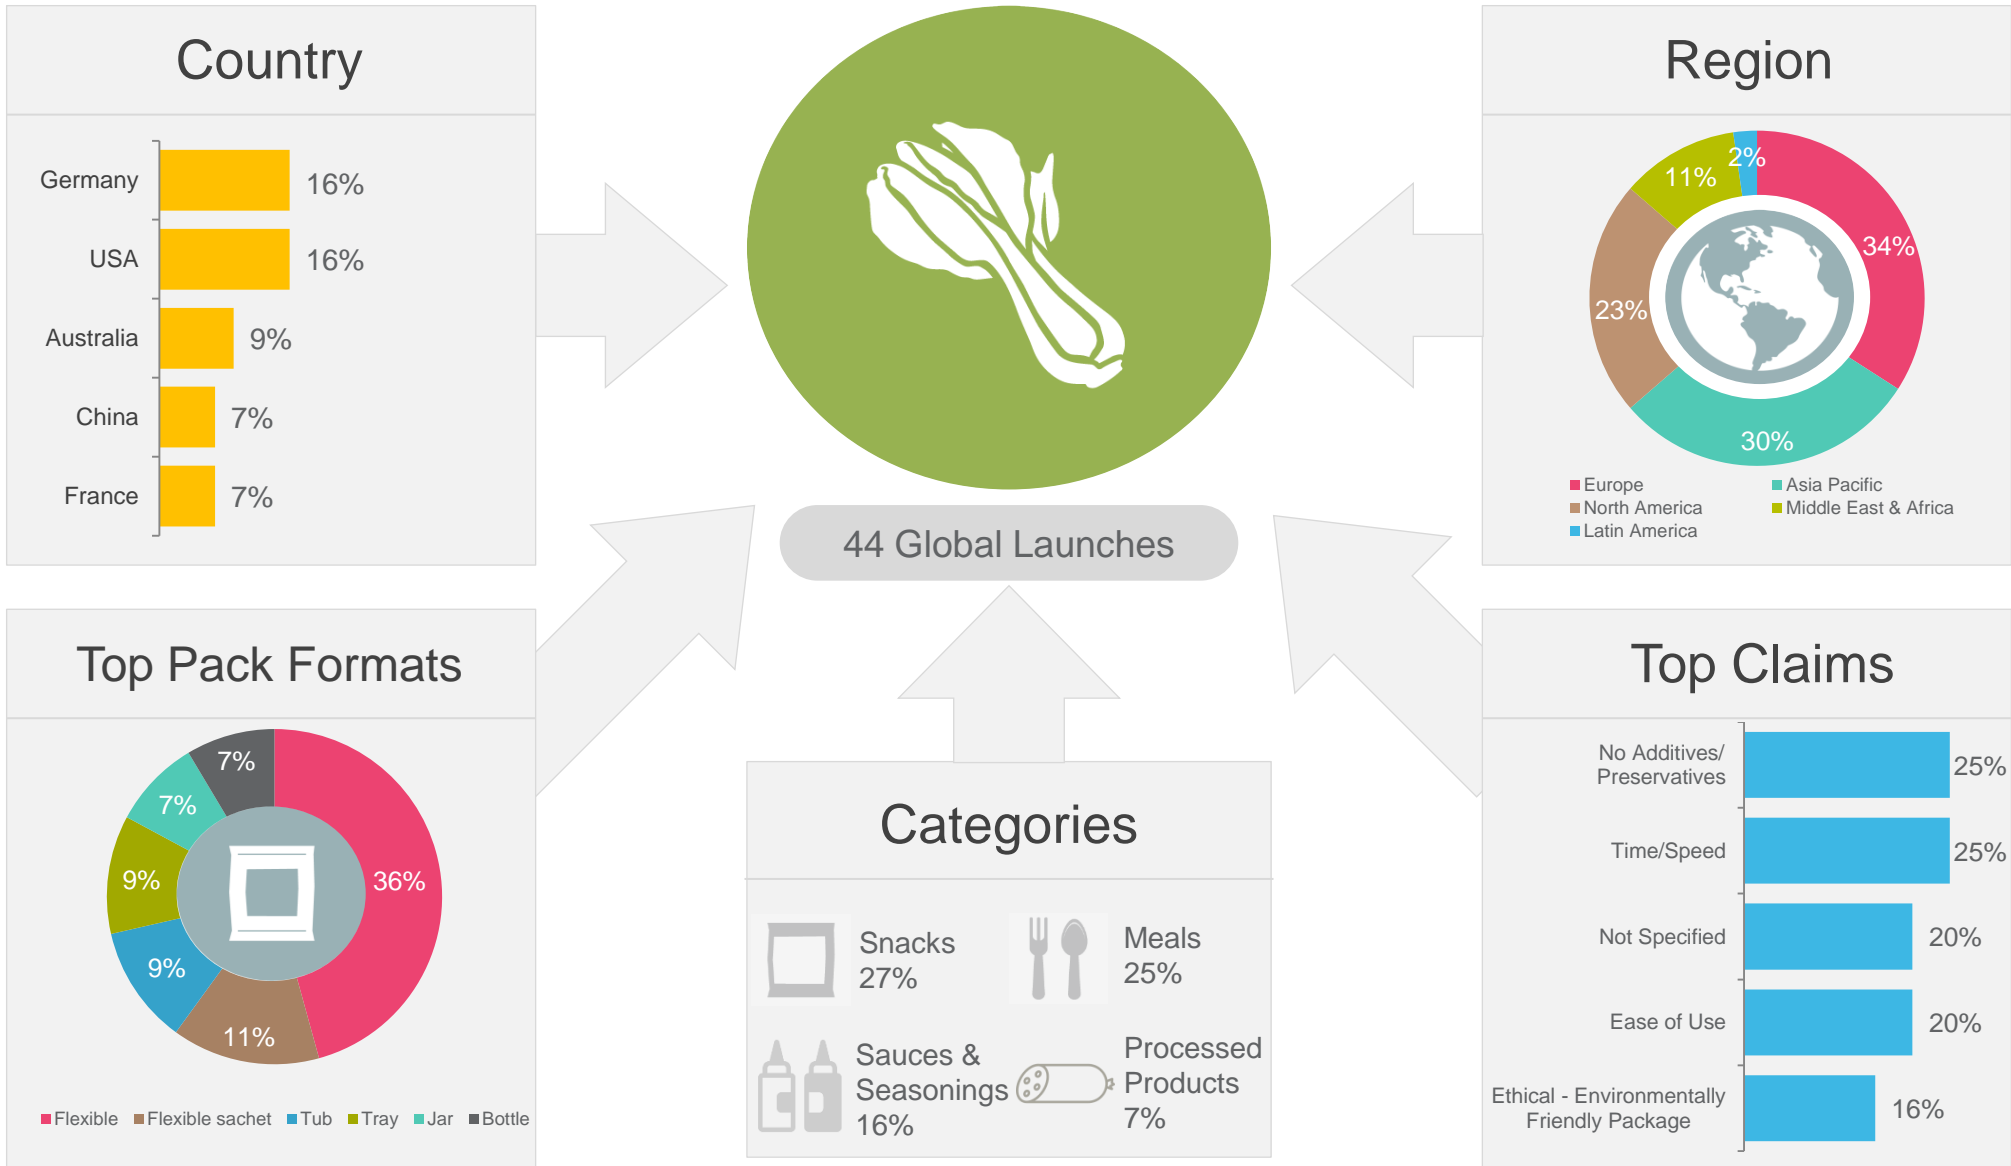 Country
Germany
16%
USA
16%
Australia
9%
China
7%
France
7%
44 Global Launches
Region
2%
11%
34%
23%
30%
Europe
Asia Pacific
North America
Middle East & Africa
Latin America
Top Pack Formats
7%
7%
36%
9%
9%
11%
Flexible
Flexible sachet
Tub
Tray
Jar
Bottle
Categories
Snacks
27%
Meals
25%
Sauces &
Seasonings
16%
Processed
Products
7%
Top Claims
No Additives/
Preservatives
25%
Time/Speed
25%
Not Specified
20%
Ease of Use
20%
Ethical - Environmentally
Friendly Package
16%